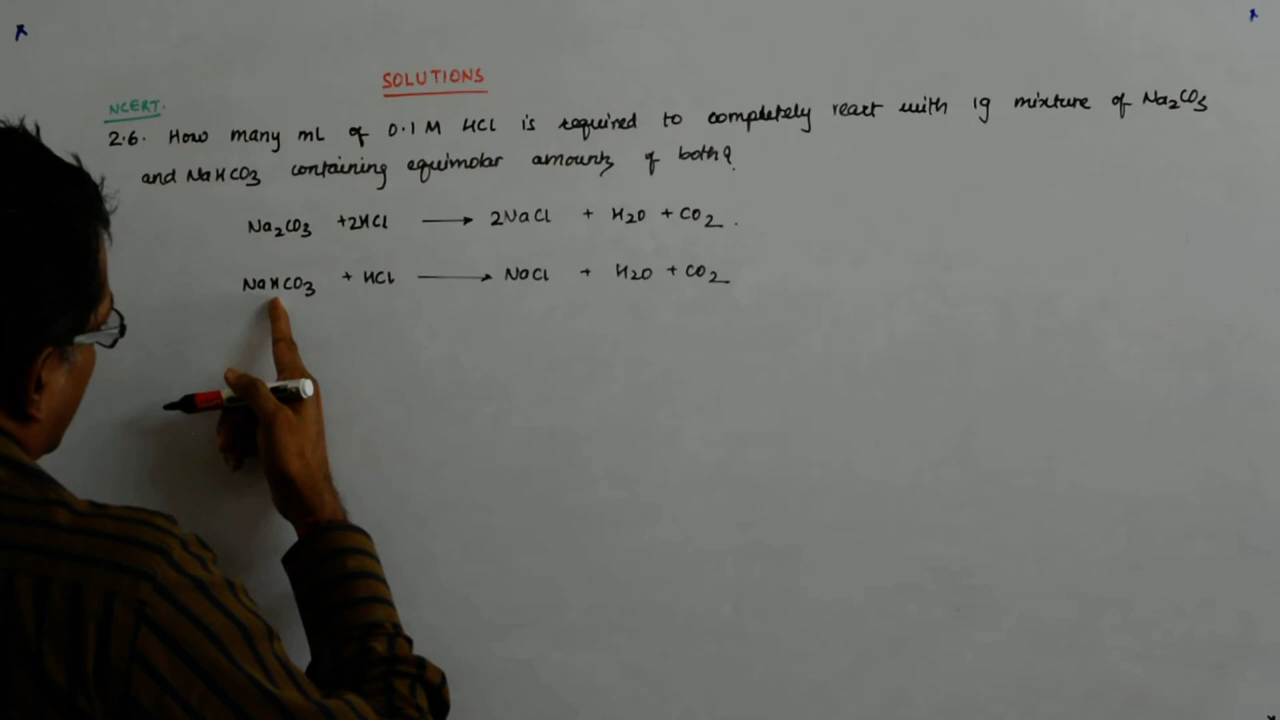 SOLUTIONS
NCERT.
2.6. How many mL of 0.1 M HCl is required to completely react with 1g mixture of Na2CO3
and NaHCO3 containing equimolar amounts of both?
Na2CO3 +2HCl → 2NaCl + H2O + CO2.
NaHCO3 + HCl → NaCl + H2O + CO2